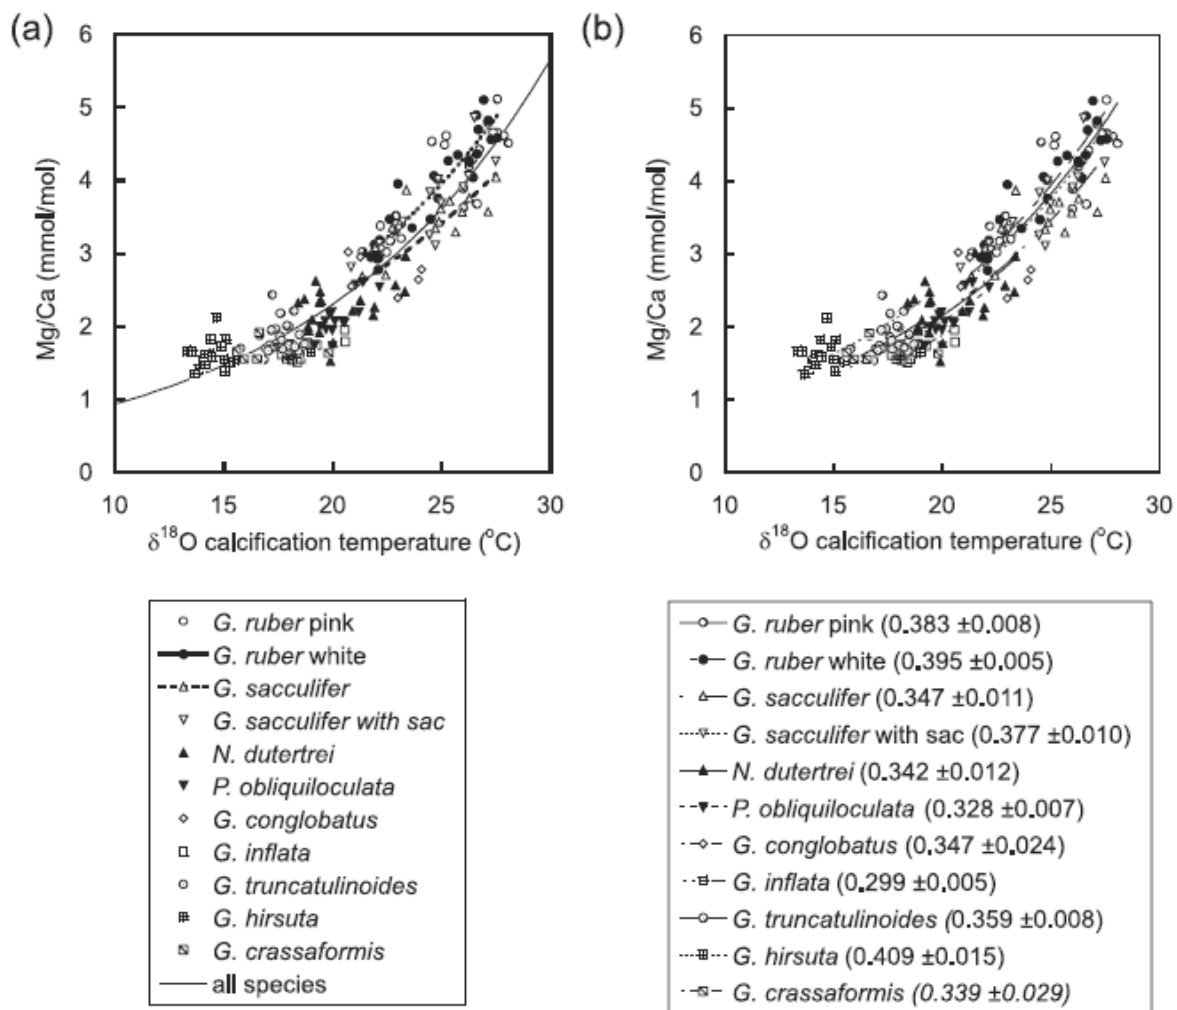 (a)
6
5
4
3
2
1
0
Mg/Ca (mmol/mol)
10 15 20 25 30
δ¹⁸O calcification temperature (°C)
(b)
6
5
4
3
2
1
0
Mg/Ca (mmol/mol)
10 15 20 25 30
δ¹⁸O calcification temperature (°C)
G. ruber pink
G. ruber white
G. sacculifer
G. sacculifer with sac
N. dutertrei
P. obliquiloculata
G. conglobatus
G. inflata
G. truncatulinoides
G. hirsuta
G. crassaformis
all species
G. ruber pink (0.383 ±0.008)
G. ruber white (0.395 ±0.005)
G. sacculifer (0.347 ±0.011)
G. sacculifer with sac (0.377 ±0.010)
N. dutertrei (0.342 ±0.012)
P. obliquiloculata (0.328 ±0.007)
G. conglobatus (0.347 ±0.024)
G. inflata (0.299 ±0.005)
G. truncatulinoides (0.359 ±0.008)
G. hirsuta (0.409 ±0.015)
G. crassaformis (0.339 ±0.029)